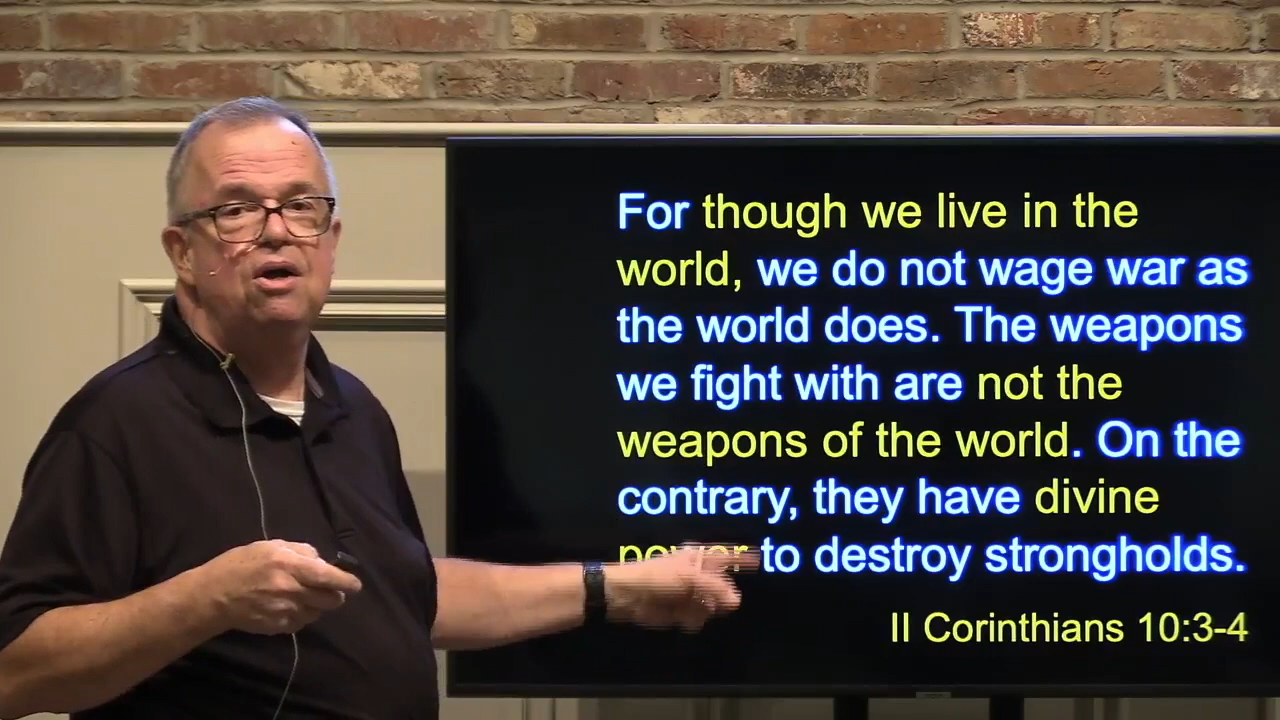 For though we live in the
world, we do not wage war as
the world does. The weapons
we fight with are not the
weapons of the world. On the
contrary, they have divine
power to destroy strongholds.
II Corinthians 10:3-4